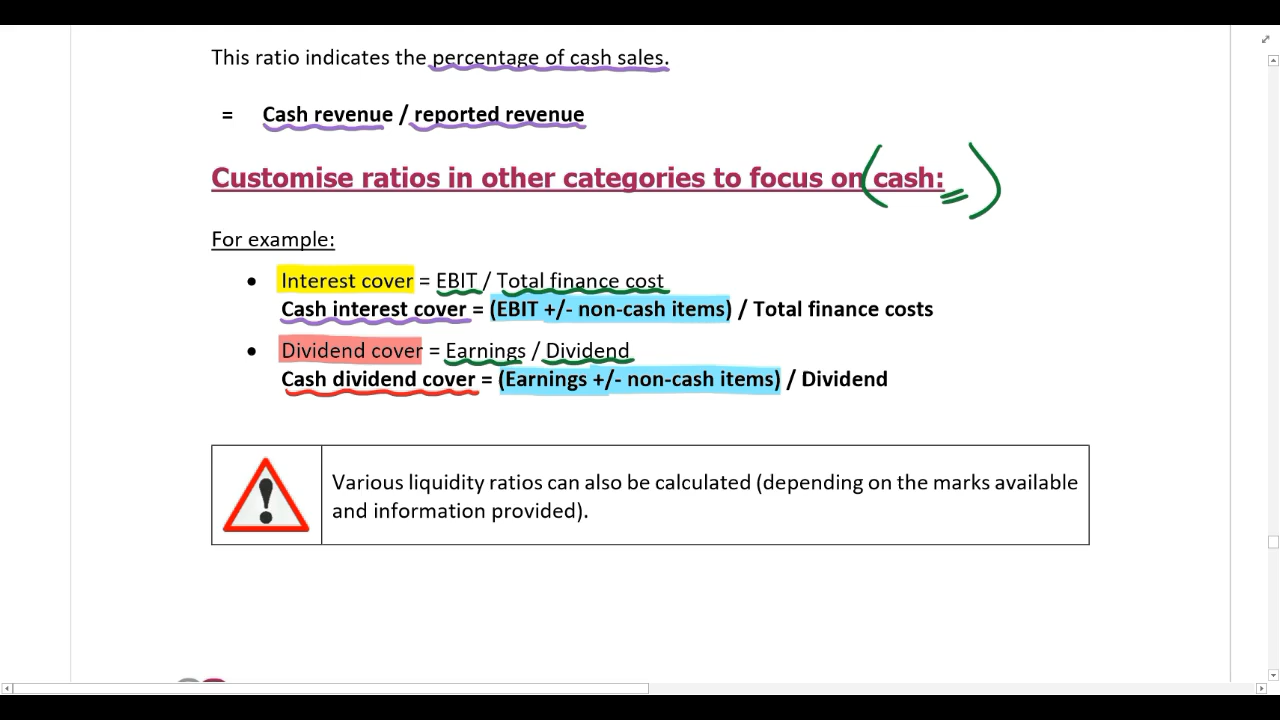 This ratio indicates the percentage of cash sales.
= Cash revenue / reported revenue
Customise ratios in other categories to focus on cash:
For example:
• Interest cover = EBIT / Total finance cost
Cash interest cover = (EBIT +/- non-cash items) / Total finance costs
• Dividend cover = Earnings / Dividend
Cash dividend cover = (Earnings +/- non-cash items) / Dividend
Various liquidity ratios can also be calculated (depending on the marks available
and information provided).